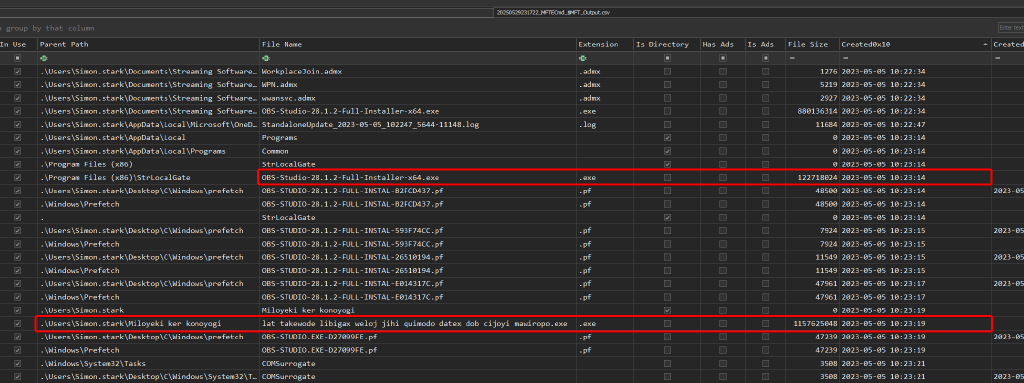 20250529231722_MFTECmd_$MFT_Output.csv
group by that column Enter text
In Use Parent Path File Name Extension Is Directory Has Ads Is Ads File Size Created0x10 Created
= = =
.\Users\Simon.stark\Documents\Streaming Software… WorkplaceJoin.admx .admx 1276 2023-05-05 10:22:34
.\Users\Simon.stark\Documents\Streaming Software… WPN.admx .admx 5219 2023-05-05 10:22:34
.\Users\Simon.stark\Documents\Streaming Software… wwansvc.admx .admx 2927 2023-05-05 10:22:34
.\Users\Simon.stark\Documents\Streaming Software… OBS-Studio-28.1.2-Full-Installer-x64.exe .exe 880136314 2023-05-05 10:22:34
.\Users\Simon.stark\AppData\Local\Microsoft\OneD… StandaloneUpdate_2023-05-05_102247_5644-11148.log .log 11684 2023-05-05 10:22:47
.\Users\Simon.stark\AppData\Local Programs 0 2023-05-05 10:23:14
.\Users\Simon.stark\AppData\Local\Programs Common 0 2023-05-05 10:23:14
.\Program Files (x86) StrLocalGate 0 2023-05-05 10:23:14
.\Program Files (x86)\StrLocalGate OBS-Studio-28.1.2-Full-Installer-x64.exe .exe 122718024 2023-05-05 10:23:14
.\Users\Simon.stark\Desktop\C\Windows\prefetch OBS-STUDIO-28.1.2-FULL-INSTAL-B2FCD437.pf .pf 48500 2023-05-05 10:23:14 2023-05
.\Windows\Prefetch OBS-STUDIO-28.1.2-FULL-INSTAL-B2FCD437.pf .pf 48500 2023-05-05 10:23:14
. StrLocalGate 0 2023-05-05 10:23:14
.\Users\Simon.stark\Desktop\C\Windows\prefetch OBS-STUDIO-28.1.2-FULL-INSTAL-593F74CC.pf .pf 7924 2023-05-05 10:23:15 2023-05
.\Windows\Prefetch OBS-STUDIO-28.1.2-FULL-INSTAL-593F74CC.pf .pf 7924 2023-05-05 10:23:15
.\Users\Simon.stark\Desktop\C\Windows\prefetch OBS-STUDIO-28.1.2-FULL-INSTAL-26510194.pf .pf 11549 2023-05-05 10:23:15 2023-05
.\Windows\Prefetch OBS-STUDIO-28.1.2-FULL-INSTAL-26510194.pf .pf 11549 2023-05-05 10:23:15
.\Users\Simon.stark\Desktop\C\Windows\prefetch OBS-STUDIO-28.1.2-FULL-INSTAL-E014317C.pf .pf 47961 2023-05-05 10:23:17 2023-05
.\Windows\Prefetch OBS-STUDIO-28.1.2-FULL-INSTAL-E014317C.pf .pf 47961 2023-05-05 10:23:17
.\Users\Simon.stark Miloyeki ker konoyogi 0 2023-05-05 10:23:19
.\Users\Simon.stark\Miloyeki ker konoyogi lat takewode libigax weloj jihi quimodo datex dob cijoyi mawiropo.exe .exe 1157625048 2023-05-05 10:23:19
.\Users\Simon.stark\Desktop\C\Windows\prefetch OBS-STUDIO.EXE-D27099FE.pf .pf 47239 2023-05-05 10:23:19 2023-05
.\Windows\Prefetch OBS-STUDIO.EXE-D27099FE.pf .pf 47239 2023-05-05 10:23:19
.\Windows\System32\Tasks COMSurrogate 3508 2023-05-05 10:23:21
.\Users\Simon.stark\Desktop\C\Windows\System32\T… COMSurrogate 3508 2023-05-05 10:23:21 2023-05